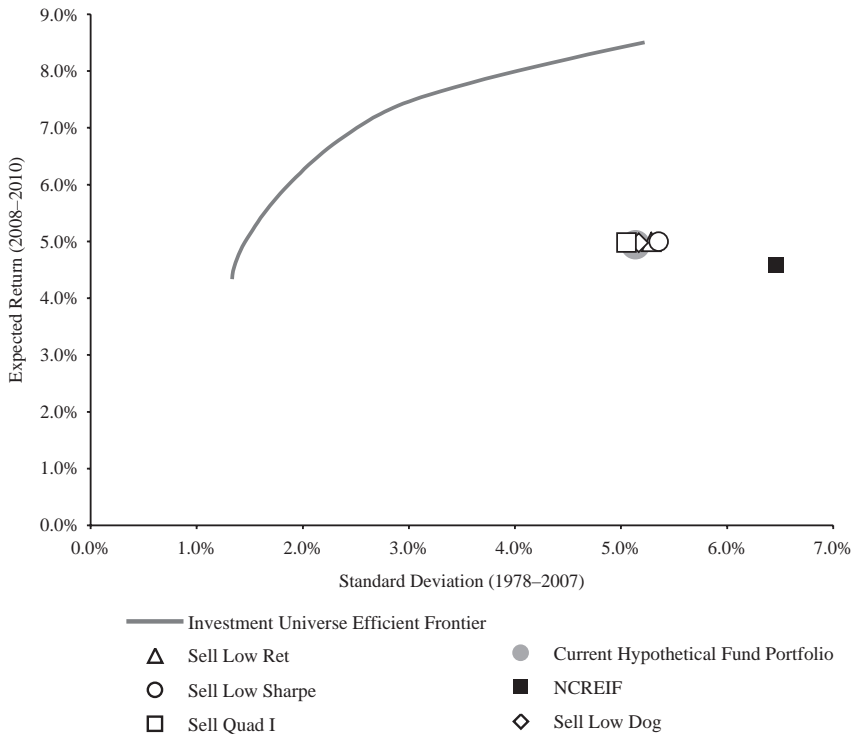 9.0%
8.0%
7.0%
6.0%
5.0%
4.0%
3.0%
2.0%
1.0%
0.0%
Expected Return (2008–2010)
0.0% 1.0% 2.0% 3.0% 4.0% 5.0% 6.0% 7.0%
Standard Deviation (1978–2007)
Investment Universe Efficient Frontier
Sell Low Ret
Sell Low Sharpe
Sell Quad I
Current Hypothetical Fund Portfolio
NCREIF
Sell Low Dog